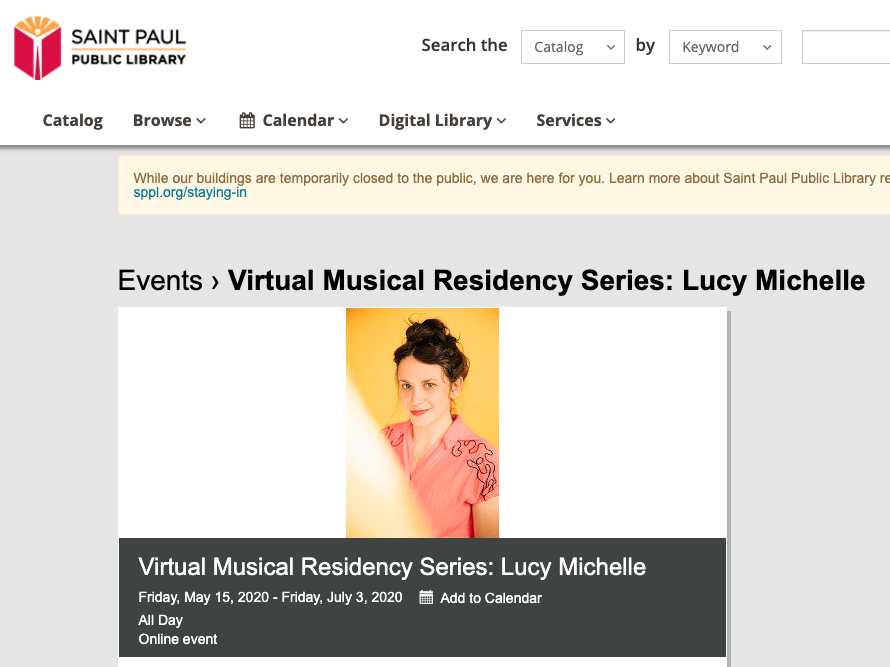 SAINT PAUL
PUBLIC LIBRARY
Search the Catalog by Keyword
Catalog Browse Calendar Digital Library Services
While our buildings are temporarily closed to the public, we are here for you. Learn more about Saint Paul Public Library re
sppl.org/staying-in
Events › Virtual Musical Residency Series: Lucy Michelle
Virtual Musical Residency Series: Lucy Michelle
Friday, May 15, 2020 - Friday, July 3, 2020 Add to Calendar
All Day
Online event